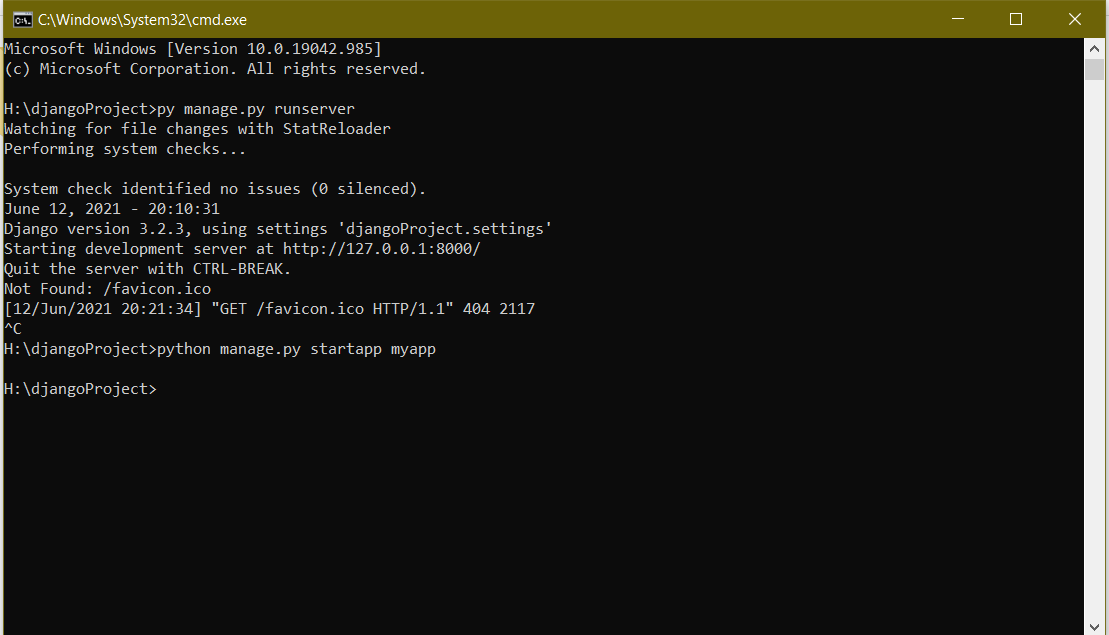 C:\Windows\System32\cmd.exe
Microsoft Windows [Version 10.0.19042.985]
(c) Microsoft Corporation. All rights reserved.
H:\djangoProject>py manage.py runserver
Watching for file changes with StatReloader
Performing system checks...
System check identified no issues (0 silenced).
June 12, 2021 - 20:10:31
Django version 3.2.3, using settings 'djangoProject.settings'
Starting development server at http://127.0.0.1:8000/
Quit the server with CTRL-BREAK.
Not Found: /favicon.ico
[12/Jun/2021 20:21:34] "GET /favicon.ico HTTP/1.1" 404 2117
^C
H:\djangoProject>python manage.py startapp myapp
H:\djangoProject>